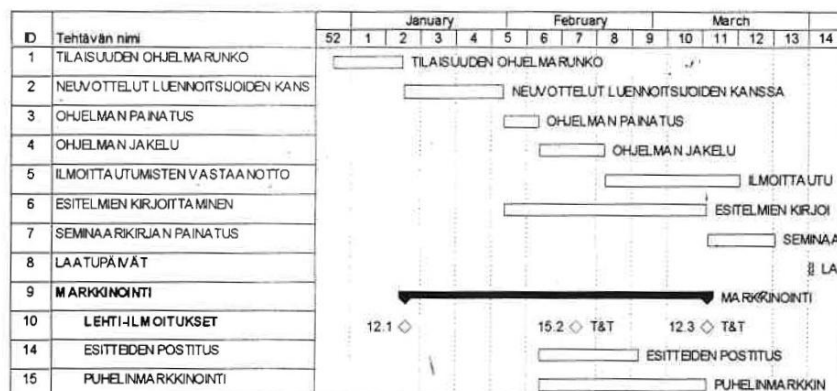 January February March
ID Tehtävän nimi 52 1 2 3 4 5 6 7 8 9 10 11 12 13 14
1 TILAISUUDEN OHJELMARUNKO TILAISUUDEN OHJELMARUNKO
2 NEUVOTTELUT LUENNOITSIJOIDEN KANS NEUVOTTELUT LUENNOITSIJOIDEN KANSSA
3 OHJELMAN PAINATUS OHJELMAN PAINATUS
4 OHJELMAN JAKELU OHJELMAN JAKELU
5 ILMOITTAUTUMISTEN VASTAANOTTO ILMOITTAUTU
6 ESITELMIEN KIRJOITTAMINEN ESITELMIEN KIRJOI
7 SEMINAARIKIRJAN PAINATUS SEMINAA
8 LAATUPÄIVÄT LA
9 MARKKINOINTI MARKKINOINTI
10 LEHTI-ILMOITUKSET 12.1 15.2 T&T 12.3 T&T
14 ESITTEIDEN POSTITUS ESITTEIDEN POSTITUS
15 PUHELINMARKKINOINTI PUHELINMARKKIN